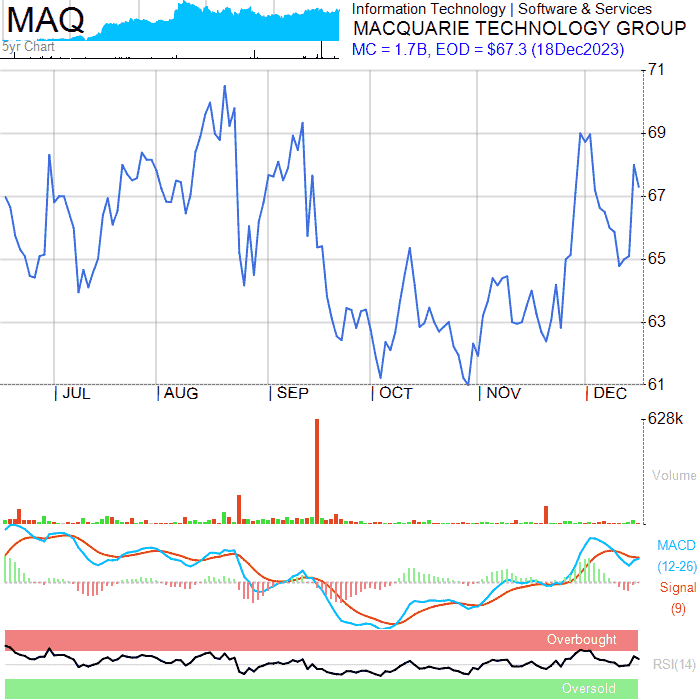 MAQ
5yr Chart
Information Technology | Software & Services
MACQUARIE TECHNOLOGY GROUP
MC = 1.7B, EOD = $67.3 (18Dec2023)
71
69
67
65
63
61
JUL AUG SEP OCT NOV DEC
628k
Volume
MACD
(12-26)
Signal
(9)
Overbought
RSI(14)
Oversold